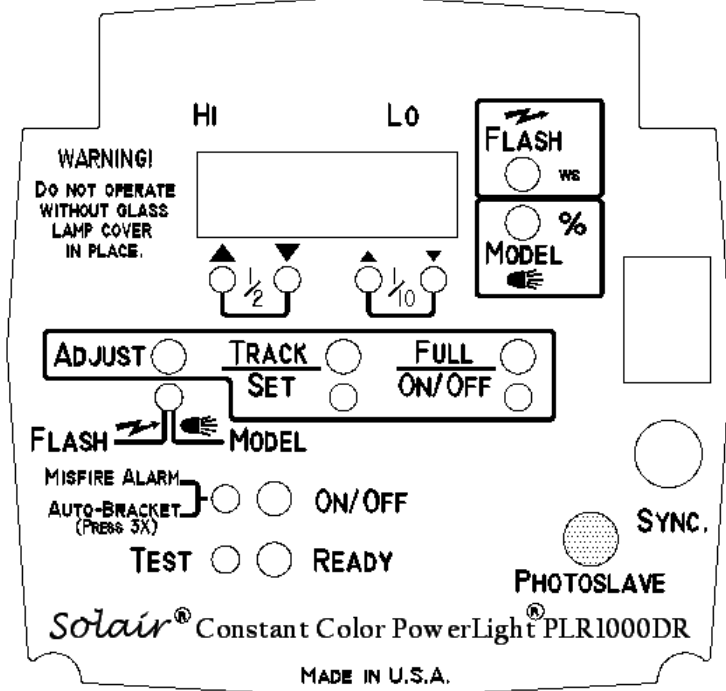 HI LO
FLASH
WS
WARNING!
DO NOT OPERATE
WITHOUT GLASS
LAMP COVER
IN PLACE.
%
MODEL
1/2 1/10
ADJUST TRACK FULL
SET ON/OFF
FLASH MODEL
MISFIRE ALARM
AUTO-BRACKET ON/OFF
(PRESS 3X)
SYNC.
TEST READY
PHOTOSLAVE
Solair® Constant Color PowerLight® PLR1000DR
MADE IN U.S.A.